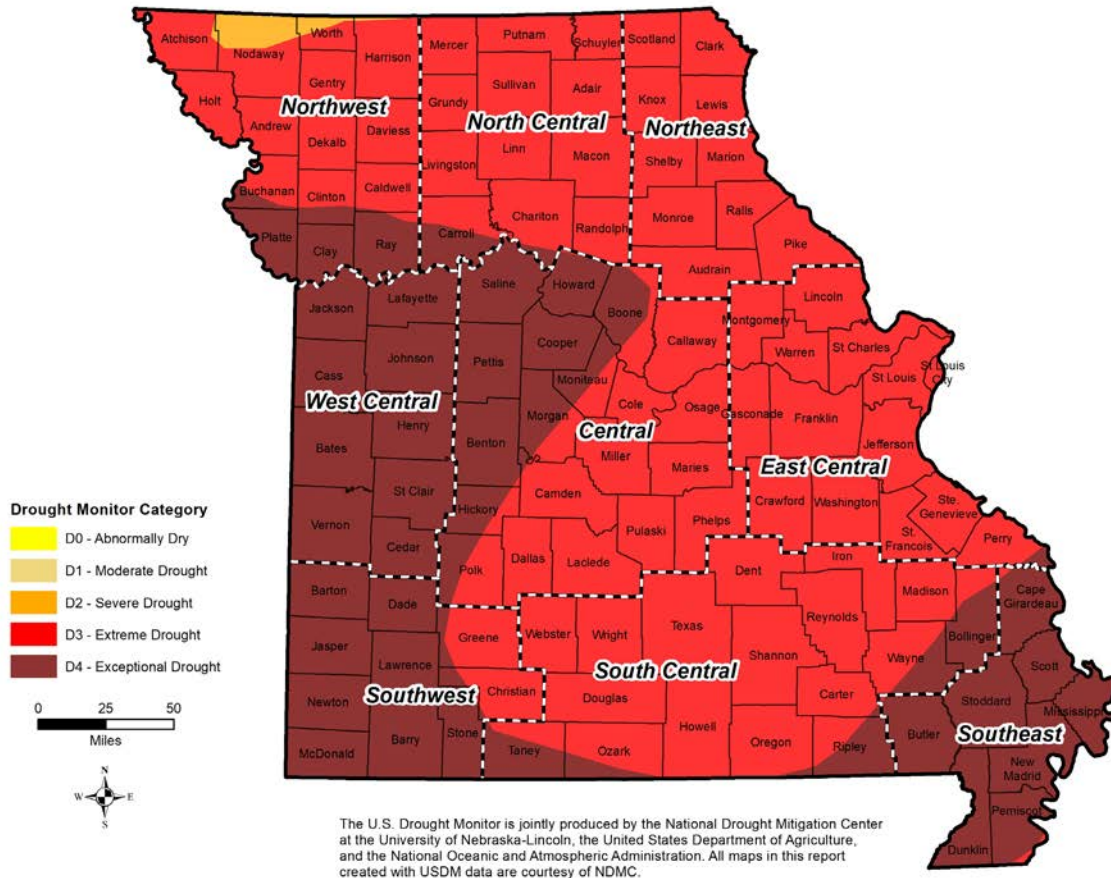 Atchison
Nodaway
Worth
Harrison
Mercer
Putnam
Schuyler
Scotland
Clark
Holt
Gentry
Grundy
Sullivan
Adair
Knox
Lewis
Northwest
North Central
Northeast
Andrew
Dekalb
Daviess
Livingston
Linn
Macon
Shelby
Marion
Buchanan
Clinton
Caldwell
Carroll
Chariton
Randolph
Monroe
Ralls
Pike
Platte
Clay
Ray
Audrain
Jackson
Lafayette
Saline
Howard
Boone
Callaway
Montgomery
Lincoln
Warren
St Charles
St Louis
St Louis
City
Cass
Johnson
Pettis
Cooper
Moniteau
Cole
Osage
Gasconade
Franklin
Jefferson
West Central
Central
East Central
Bates
Henry
Benton
Morgan
Miller
Maries
Crawford
Washington
Ste.
Genevieve
St.
Francois
Perry
Vernon
St Clair
Hickory
Camden
Pulaski
Phelps
Cedar
Polk
Dallas
Laclede
Dent
Iron
Madison
Cape
Girardeau
Barton
Dade
Greene
Webster
Wright
Texas
Reynolds
Shannon
Wayne
Bollinger
Scott
Jasper
Lawrence
Christian
Douglas
Southwest
South Central
Southeast
Carter
Stoddard
Mississippi
Newton
McDonald
Barry
Stone
Taney
Ozark
Howell
Oregon
Ripley
Butler
New
Madrid
Pemiscot
Dunklin
Drought Monitor Category
D0 - Abnormally Dry
D1 - Moderate Drought
D2 - Severe Drought
D3 - Extreme Drought
D4 - Exceptional Drought
0 25 50
Miles
N
W E
S
The U.S. Drought Monitor is jointly produced by the National Drought Mitigation Center
at the University of Nebraska-Lincoln, the United States Department of Agriculture,
and the National Oceanic and Atmospheric Administration. All maps in this report
created with USDM data are courtesy of NDMC.